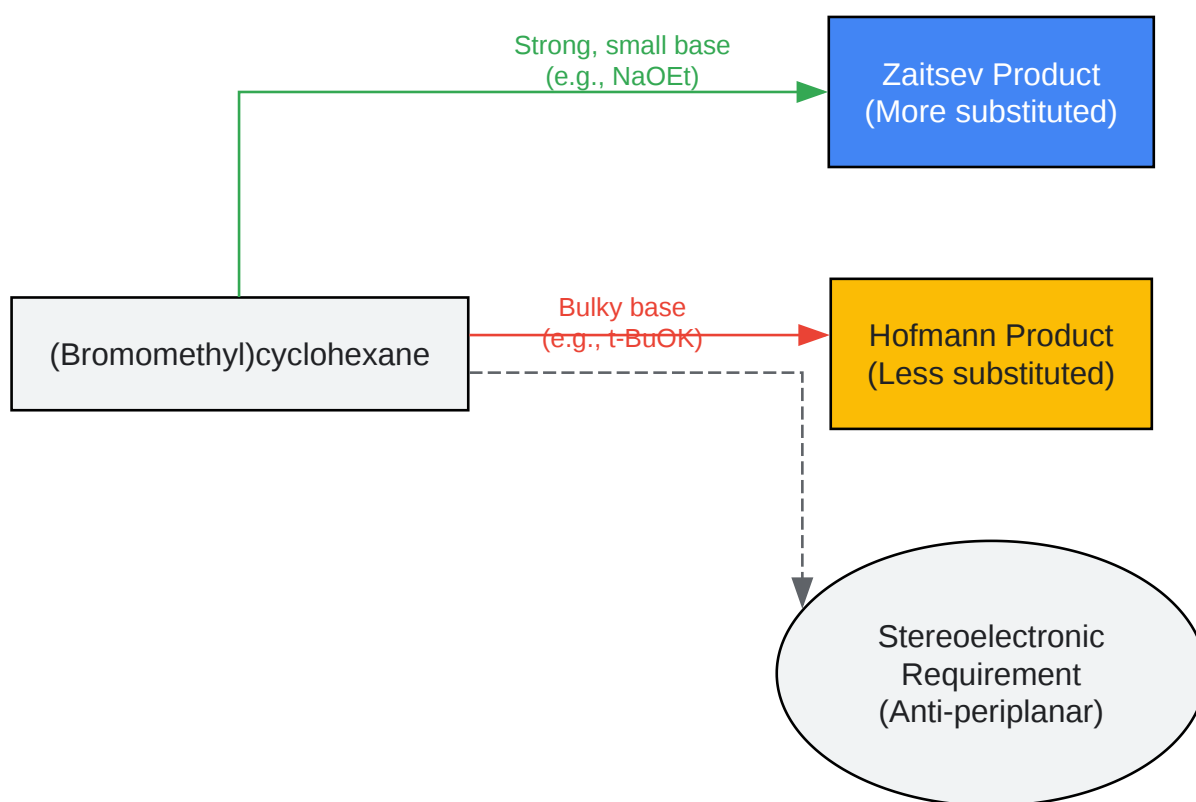 Strong, small base
(e.g., NaOEt)
Zaitsev Product
(More substituted)
(Bromomethyl)cyclohexane
Bulky base
(e.g., t-BuOK)
Hofmann Product
(Less substituted)
Stereoelectronic
Requirement
(Anti-periplanar)